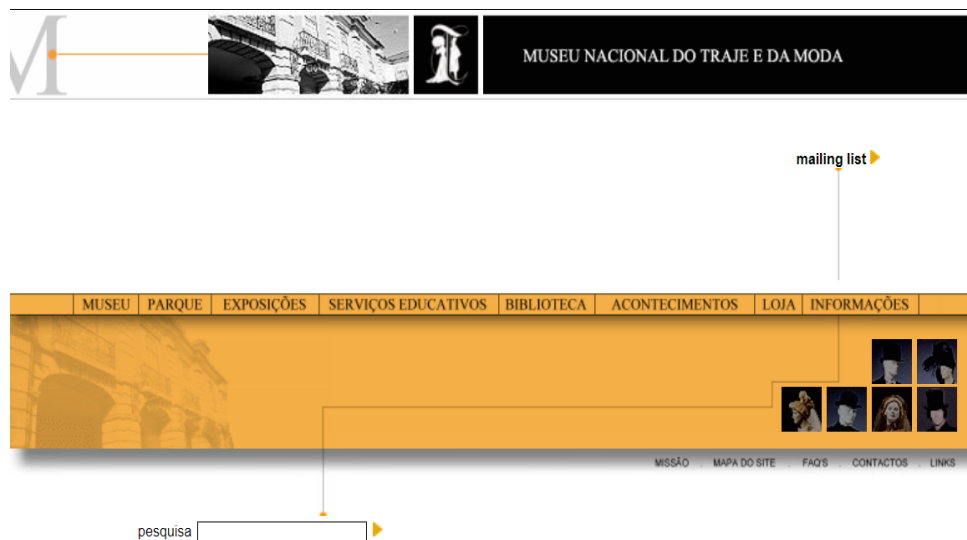 M
MUSEU NACIONAL DO TRAJE E DA MODA
mailing list
MUSEU PARQUE EXPOSIÇÕES SERVIÇOS EDUCATIVOS BIBLIOTECA ACONTECIMENTOS LOJA INFORMAÇÕES
MISSÃO . MAPA DO SITE . FAQ'S . CONTACTOS . LINKS
pesquisa